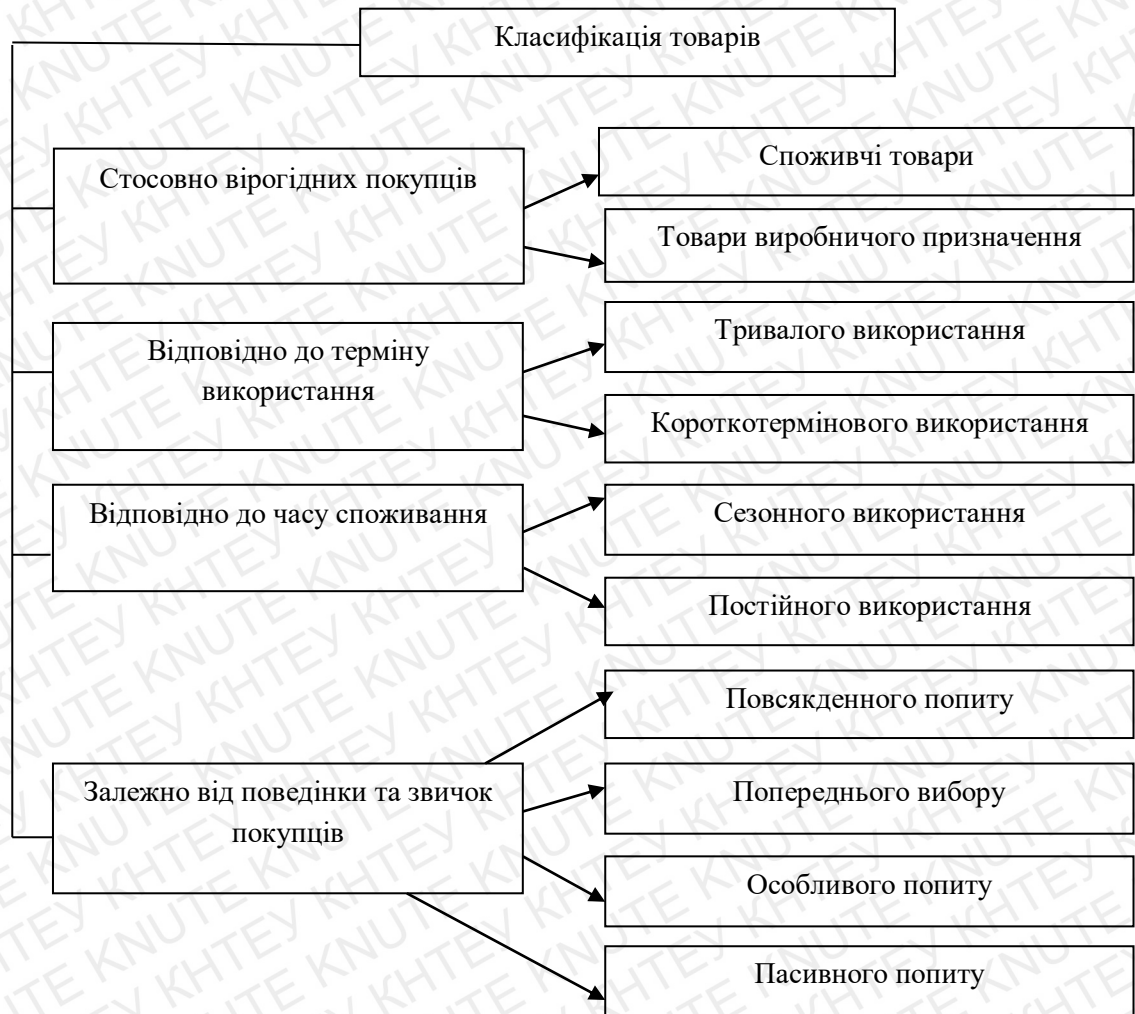 Класифікація товарів
Стосовно вірогідних покупців
Споживчі товари
Товари виробничого призначення
Відповідно до терміну
використання
Тривалого використання
Короткотермінового використання
Відповідно до часу споживання
Сезонного використання
Постійного використання
Залежно від поведінки та звичок
покупців
Повсякденного попиту
Попереднього вибору
Особливого попиту
Пасивного попиту
KNUTE КНТЕУ